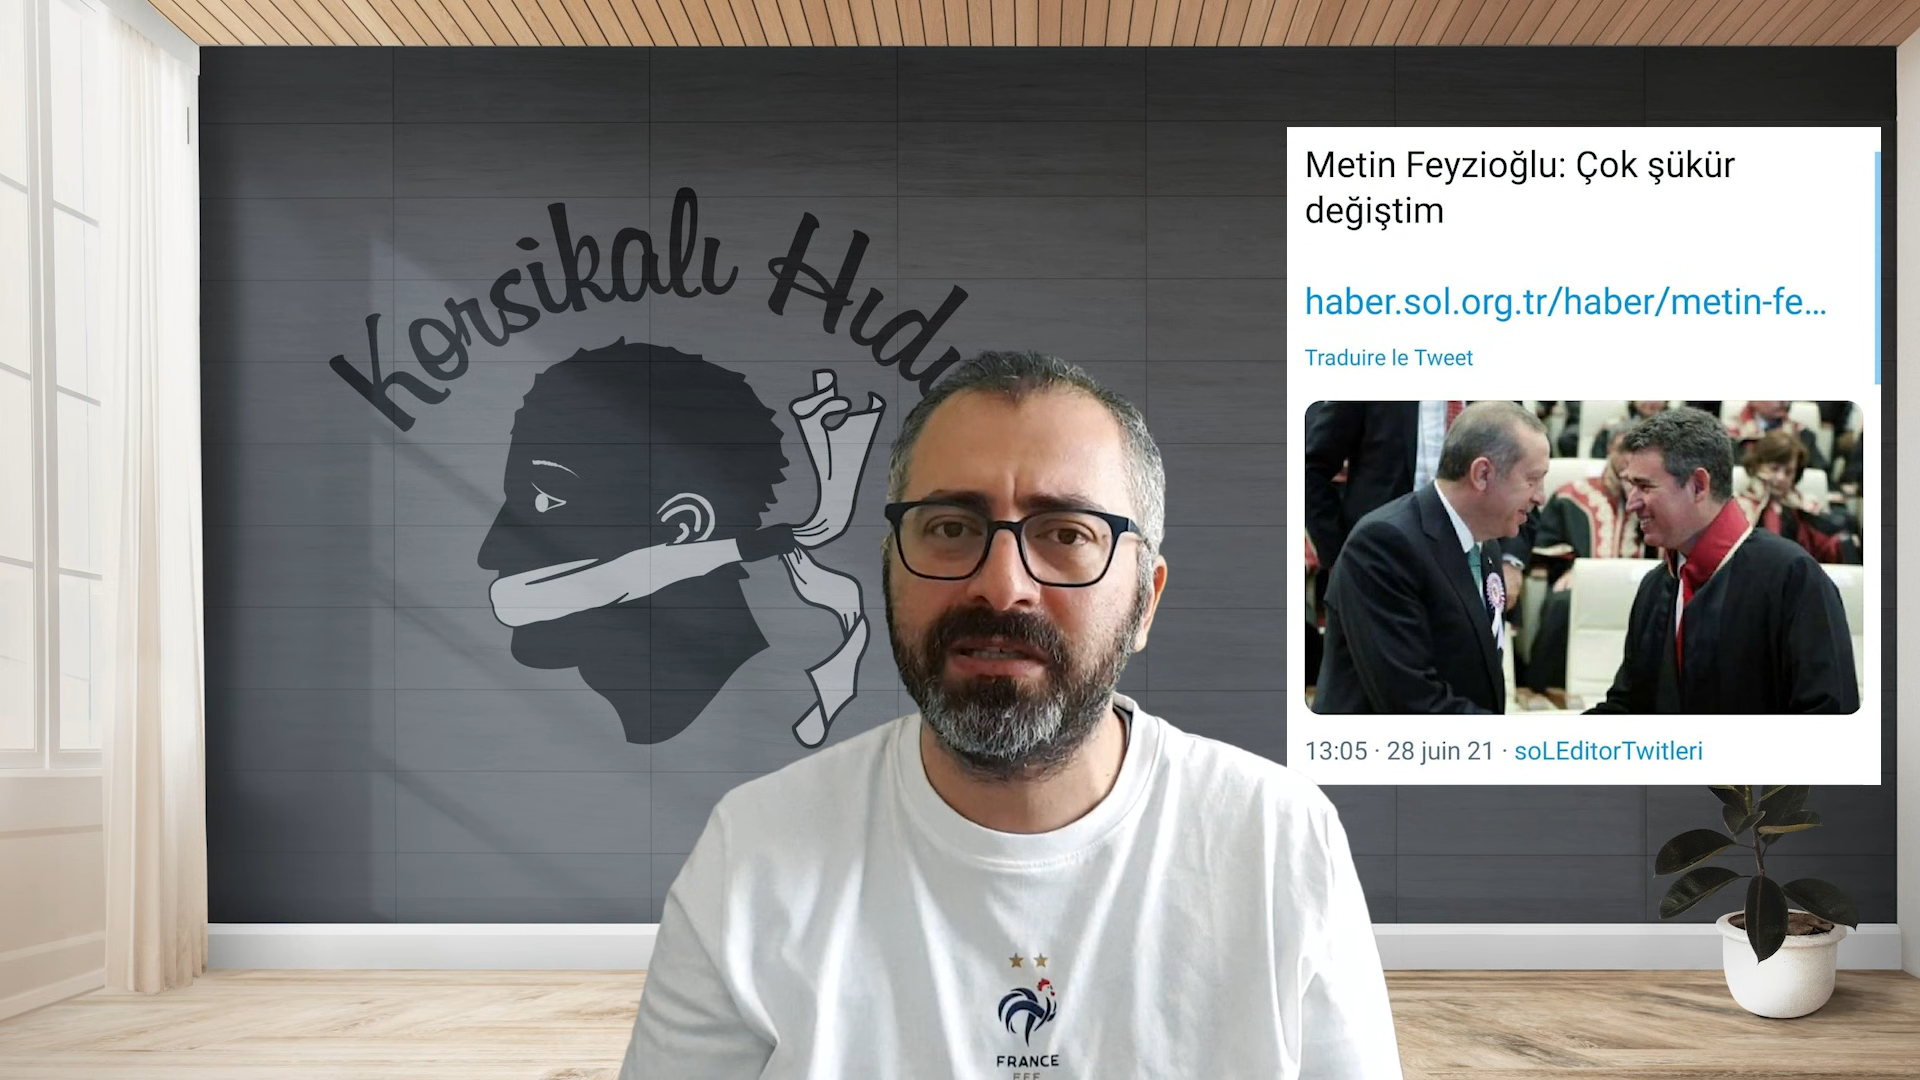 Korsikalı
Metin Feyzioğlu: Çok şükür
değiştim
haber.sol.org.tr/haber/metin-fe...
Traduire le Tweet
13:05 · 28 juin 21 · soLEditorTwitleri
FRANCE
FFF